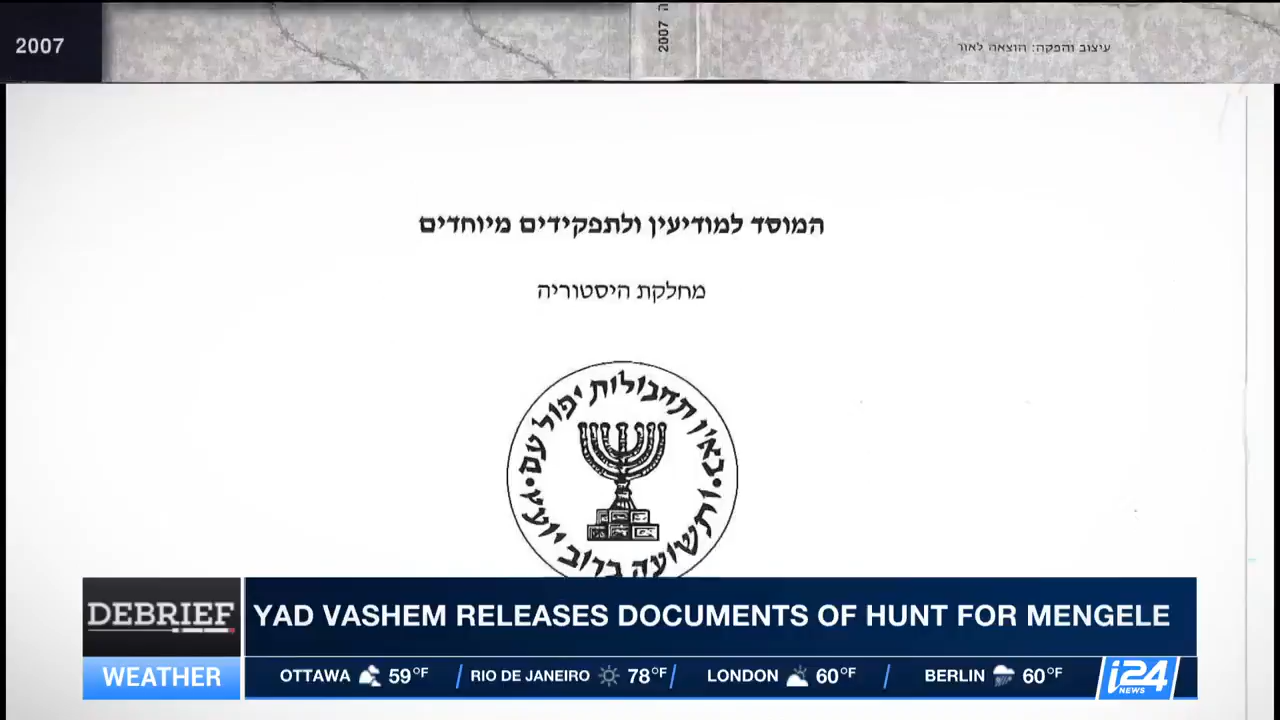 2007
ה 2007
עיצוב והפקה: הוצאה לאור
המוסד למודיעין ולתפקידים מיוחדים
מחלקת היסטוריה
באין תחבולות יפול עם
ותשועה ברוב יועץ
DEBRIEF
YAD VASHEM RELEASES DOCUMENTS OF HUNT FOR MENGELE
WEATHER
OTTAWA 59°F / RIO DE JANEIRO 78°F / LONDON 60°F / BERLIN 60°F
i24
NEWS